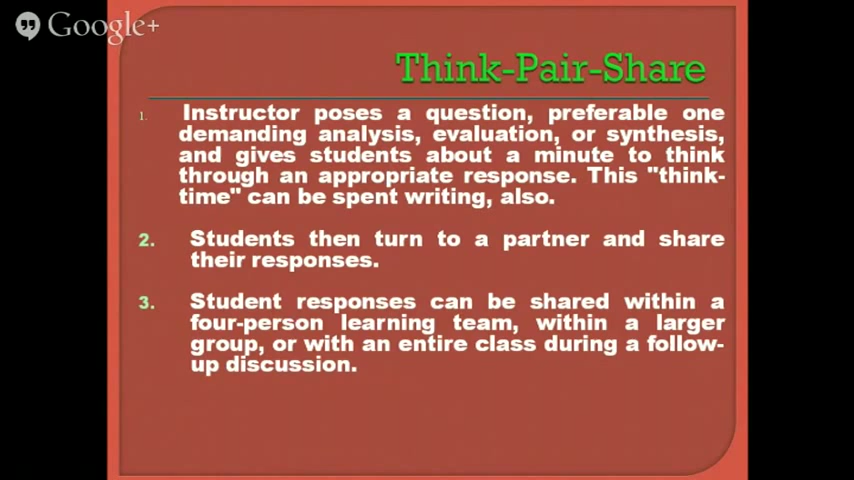 Google+
Think-Pair-Share
1. Instructor poses a question, preferable one
demanding analysis, evaluation, or synthesis,
and gives students about a minute to think
through an appropriate response. This "think-
time" can be spent writing, also.
2. Students then turn to a partner and share
their responses.
3. Student responses can be shared within a
four-person learning team, within a larger
group, or with an entire class during a follow-
up discussion.